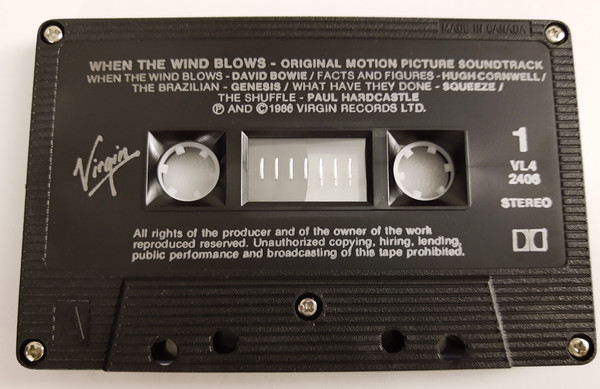 MADE IN CANADA
WHEN THE WIND BLOWS - ORIGINAL MOTION PICTURE SOUNDTRACK
WHEN THE WIND BLOWS - DAVID BOWIE / FACTS AND FIGURES - HUGH CORNWELL /
THE BRAZILIAN - GENESIS / WHAT HAVE THEY DONE - SQUEEZE /
THE SHUFFLE - PAUL HARDCASTLE
Ⓟ AND © 1986 VIRGIN RECORDS LTD.
Virgin
1
VL4
2406
STEREO
All rights of the producer and of the owner of the work
reproduced reserved. Unauthorized copying, hiring, lending,
public performance and broadcasting of this tape prohibited.
A